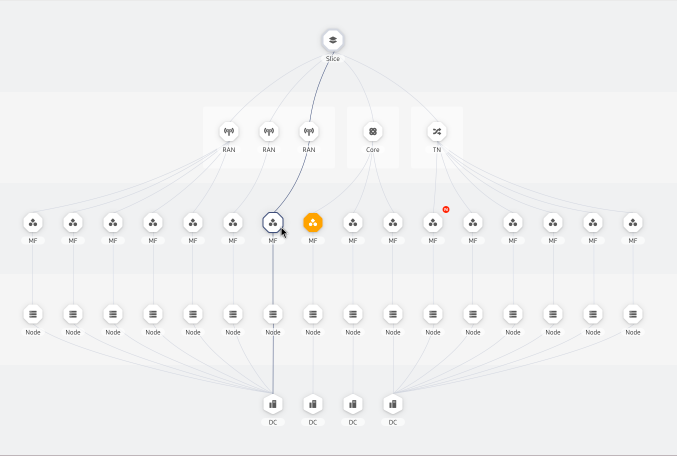 Slice
RAN RAN RAN Core TN
MF MF MF MF MF MF MF MF MF MF MF MF MF MF MF MF
Node Node Node Node Node Node Node Node Node Node Node Node Node Node Node Node
DC DC DC DC